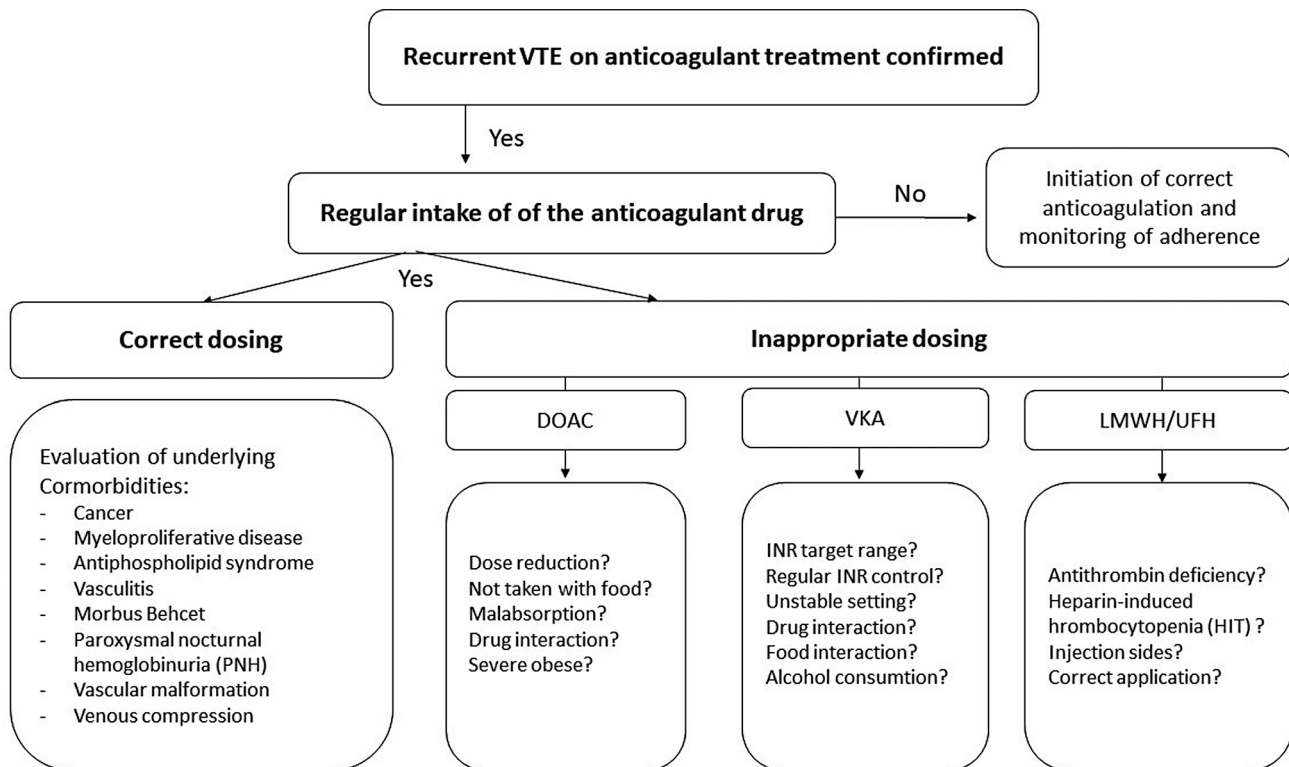 Recurrent VTE on anticoagulant treatment confirmed
Yes
Regular intake of of the anticoagulant drug
No
Initiation of correct
anticoagulation and
monitoring of adherence
Yes
Correct dosing
Inappropriate dosing
Evaluation of underlying
Cormorbidities:
- Cancer
- Myeloproliferative disease
- Antiphospholipid syndrome
- Vasculitis
- Morbus Behcet
- Paroxysmal nocturnal
hemoglobinuria (PNH)
- Vascular malformation
- Venous compression
DOAC
Dose reduction?
Not taken with food?
Malabsorption?
Drug interaction?
Severe obese?
VKA
INR target range?
Regular INR control?
Unstable setting?
Drug interaction?
Food interaction?
Alcohol consumtion?
LMWH/UFH
Antithrombin deficiency?
Heparin-induced
hrombocytopenia (HIT) ?
Injection sides?
Correct application?